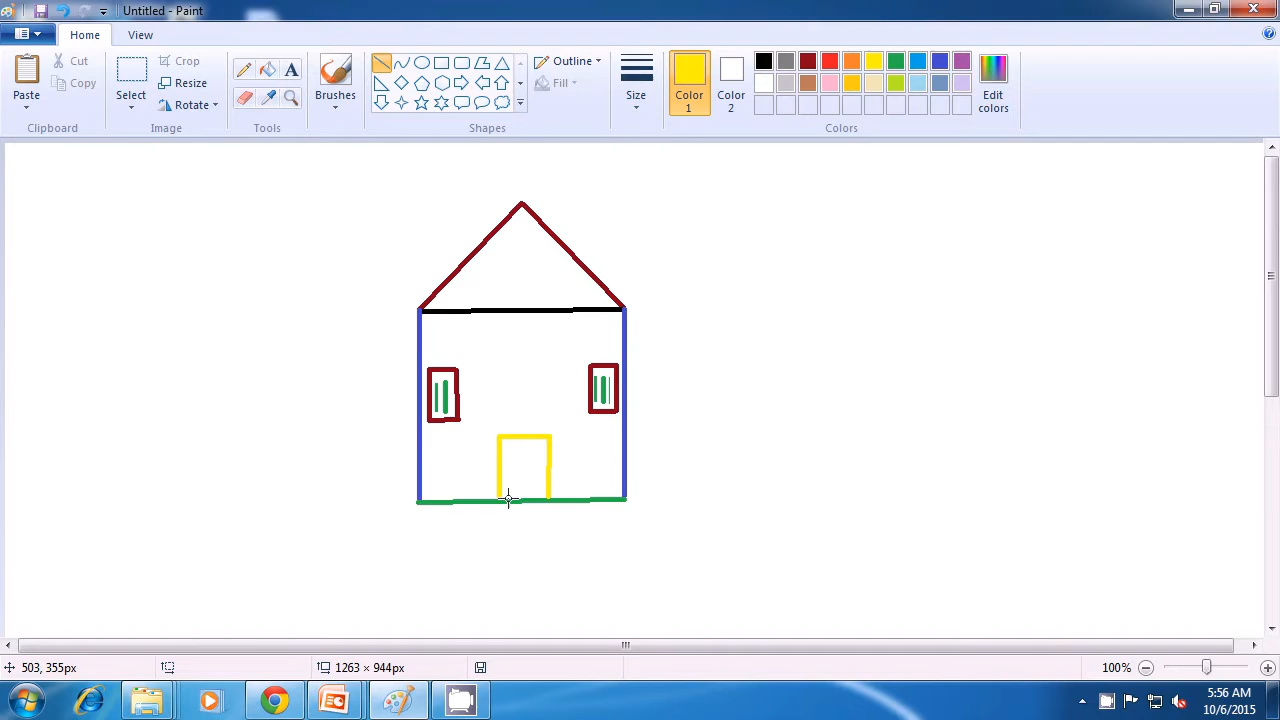 Untitled - Paint
Home View
Paste
Cut
Copy
Clipboard
Select
Crop
Resize
Rotate
Image
A
Tools
Brushes
Outline
Fill
Shapes
Size
Color
1
Color
2
Edit
colors
Colors
503, 355px
1263 × 944px
100%
5:56 AM
10/6/2015